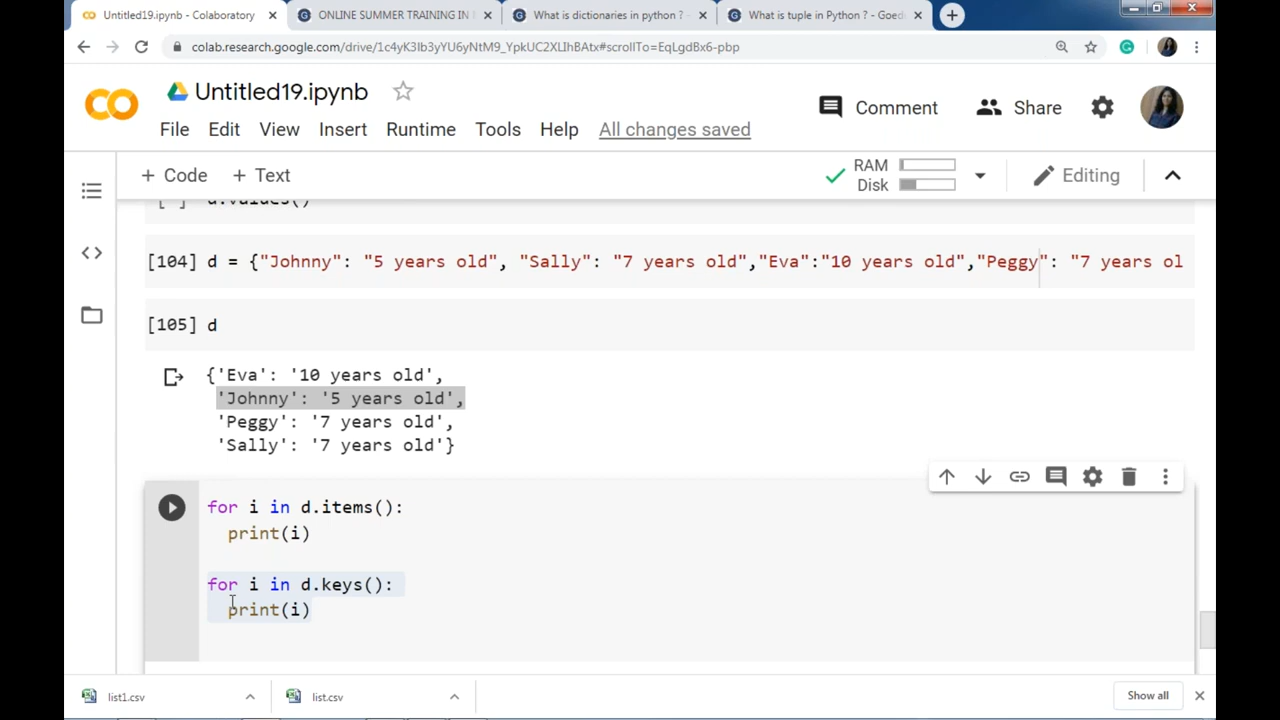 Untitled19.ipynb - Colaboratory
ONLINE SUMMER TRAINING IN
What is dictionaries in python ? -
What is tuple in Python ? - Goed
colab.research.google.com/drive/1c4yK3Ib3yYU6yNtM9_YpkUC2XLIhBAtx#scrollTo=EqLgdBx6-pbp
CO Untitled19.ipynb
File Edit View Insert Runtime Tools Help All changes saved
Comment Share
+ Code + Text
RAM
Disk
Editing
[ ] d.values()
[104] d = {"Johnny": "5 years old", "Sally": "7 years old","Eva":"10 years old","Peggy": "7 years ol
[105] d
{'Eva': '10 years old',
'Johnny': '5 years old',
'Peggy': '7 years old',
'Sally': '7 years old'}
for i in d.items():
print(i)
for i in d.keys():
print(i)
list1.csv
list.csv
Show all